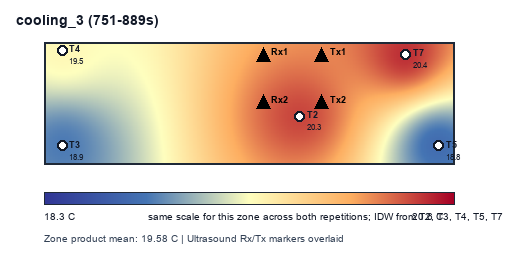 cooling_3 (751-889s)
T4
19.5
Rx1
Tx1
T7
20.4
Rx2
Tx2
T2
20.3
T3
18.9
T5
18.8
18.3 C
same scale for this zone across both repetitions; IDW from T2, T3, T4, T5, T7
Zone product mean: 19.58 C | Ultrasound Rx/Tx markers overlaid